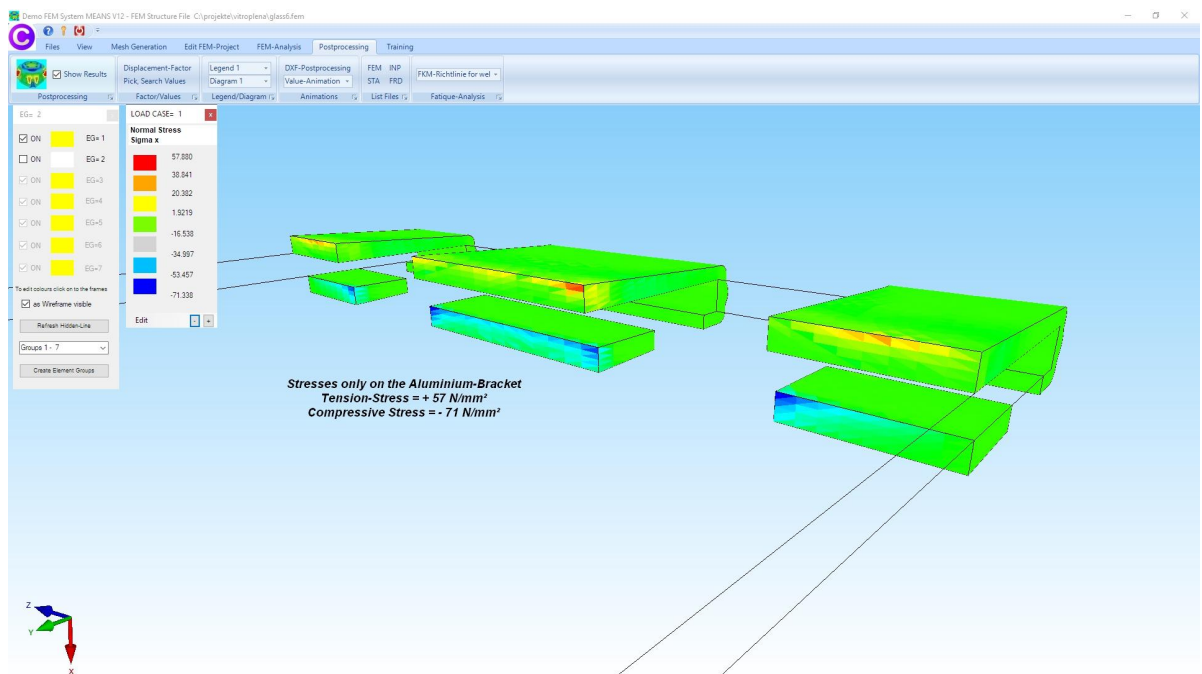 Demo FEM System MEANS V12 - FEM Structure File C:\projekte\vitroplena\glass6.fem
Files View Mesh Generation Edit FEM-Project FEM-Analysis Postprocessing Training
Show Results
Postprocessing
Displacement-Factor
Pick, Search Values
Factor/Values
Legend 1
Diagram 1
Legend/Diagram
DXF-Postprocessing
Value-Animation
Animations
FEM INP
STA FRD
List Files
FKM-Richtlinie for wel
Fatique-Analysis
EG= 2
ON EG= 1
ON EG= 2
ON EG=3
ON EG=4
ON EG=5
ON EG=6
ON EG=7
To edit colours click on to the frames
as Wireframe visible
Refresh Hidden-Line
Groups 1 - 7
Create Element Groups
LOAD CASE= 1
x
Normal Stress
Sigma x
57.880
38.841
20.382
1.9219
-16.538
-34.997
-53.457
-71.338
Edit - +
Stresses only on the Aluminium-Bracket
Tension-Stress = + 57 N/mm²
Compressive Stress = - 71 N/mm²
Z
Y
X